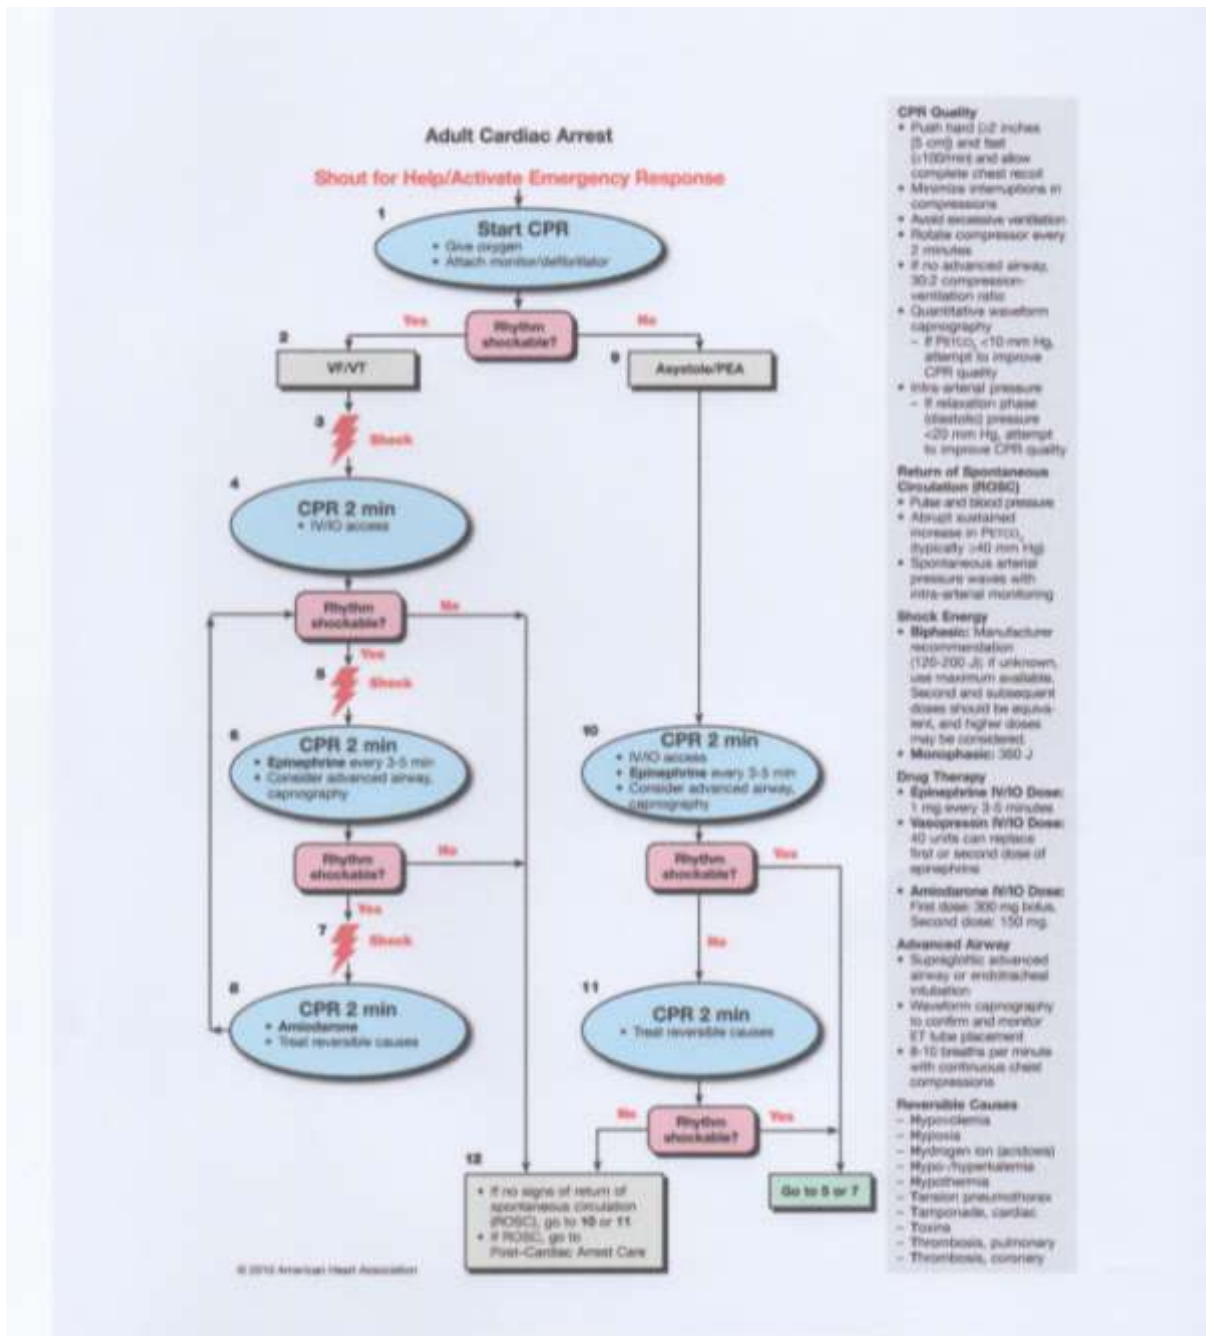 Adult Cardiac Arrest
Shout for Help/Activate Emergency Response
1
Start CPR
• Give oxygen
• Attach monitor/defibrillator
Rhythm
shockable?
Yes
No
2
VF/VT
9
Asystole/PEA
3
Shock
4
CPR 2 min
• IV/IO access
Rhythm
shockable?
No
Yes
5
Shock
6
CPR 2 min
• Epinephrine every 3-5 min
• Consider advanced airway,
capnography
Rhythm
shockable?
No
Yes
7
Shock
8
CPR 2 min
• Amiodarone
• Treat reversible causes
10
CPR 2 min
• IV/IO access
• Epinephrine every 3-5 min
• Consider advanced airway,
capnography
Rhythm
shockable?
Yes
No
11
CPR 2 min
• Treat reversible causes
No
Rhythm
shockable?
Yes
12
• If no signs of return of
spontaneous circulation
(ROSC), go to 10 or 11
• If ROSC, go to
Post-Cardiac Arrest Care
Go to 5 or 7
© 2010 American Heart Association
CPR Quality
• Push hard (≥2 inches
[5 cm]) and fast
(≥100/min) and allow
complete chest recoil
• Minimize interruptions in
compressions
• Avoid excessive ventilation
• Rotate compressor every
2 minutes
• If no advanced airway,
30:2 compression-
ventilation ratio
• Quantitative waveform
capnography
– If PETCO₂ <10 mm Hg,
attempt to improve
CPR quality
• Intra-arterial pressure
– If relaxation phase
(diastolic) pressure
<20 mm Hg, attempt
to improve CPR quality
Return of Spontaneous
Circulation (ROSC)
• Pulse and blood pressure
• Abrupt sustained
increase in PETCO₂
(typically ≥40 mm Hg)
• Spontaneous arterial
pressure waves with
intra-arterial monitoring
Shock Energy
• Biphasic: Manufacturer
recommendation
(120-200 J); if unknown,
use maximum available.
Second and subsequent
doses should be equiva-
lent, and higher doses
may be considered.
• Monophasic: 360 J
Drug Therapy
• Epinephrine IV/IO Dose:
1 mg every 3-5 minutes
• Vasopressin IV/IO Dose:
40 units can replace
first or second dose of
epinephrine
• Amiodarone IV/IO Dose:
First dose: 300 mg bolus.
Second dose: 150 mg.
Advanced Airway
• Supraglottic advanced
airway or endotracheal
intubation
• Waveform capnography
to confirm and monitor
ET tube placement
• 8-10 breaths per minute
with continuous chest
compressions
Reversible Causes
– Hypovolemia
– Hypoxia
– Hydrogen ion (acidosis)
– Hypo-/hyperkalemia
– Hypothermia
– Tension pneumothorax
– Tamponade, cardiac
– Toxins
– Thrombosis, pulmonary
– Thrombosis, coronary